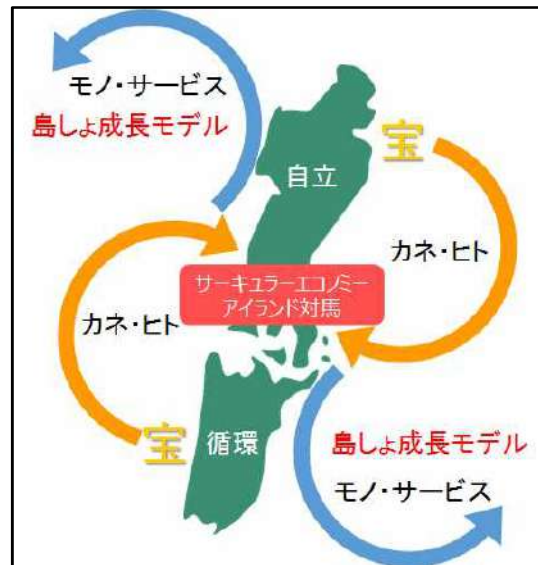 モノ・サービス
島しょ成長モデル
宝
自立
カネ・ヒト
サーキュラーエコノミー
アイランド対馬
カネ・ヒト
宝
循環
島しょ成長モデル
モノ・サービス